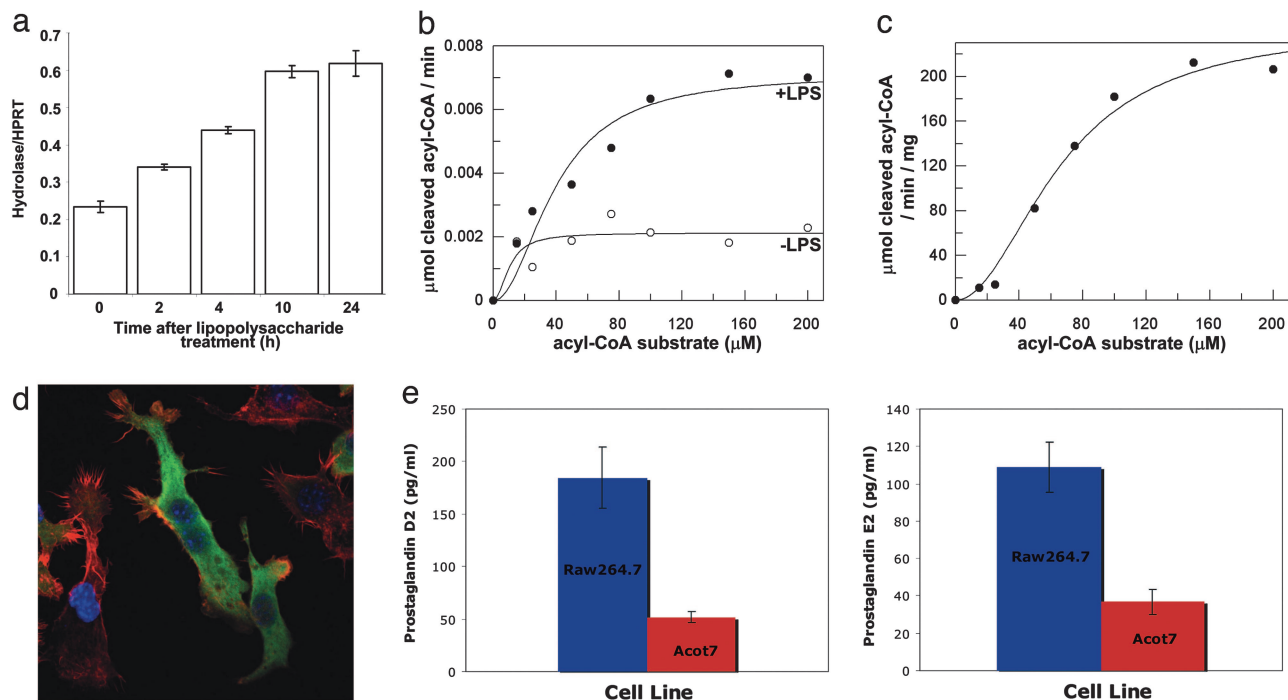 a
Hydrolase/HPRT
0.7
0.6
0.5
0.4
0.3
0.2
0.1
0
0 2 4 10 24
Time after lipopolysaccharide
treatment (h)
b
μmol cleaved acyl-CoA / min
0.008
0.006
0.004
0.002
0
+LPS
-LPS
0 40 80 120 160 200
acyl-CoA substrate (μM)
c
μmol cleaved acyl-CoA
/ min / mg
200
160
120
80
40
0
0 40 80 120 160 200
acyl-CoA substrate (μM)
d
e
Prostaglandin D2 (pg/ml)
250
200
150
100
50
0
Raw264.7
Acot7
Cell Line
Prostaglandin E2 (pg/ml)
140
120
100
80
60
40
20
0
Raw264.7
Acot7
Cell Line